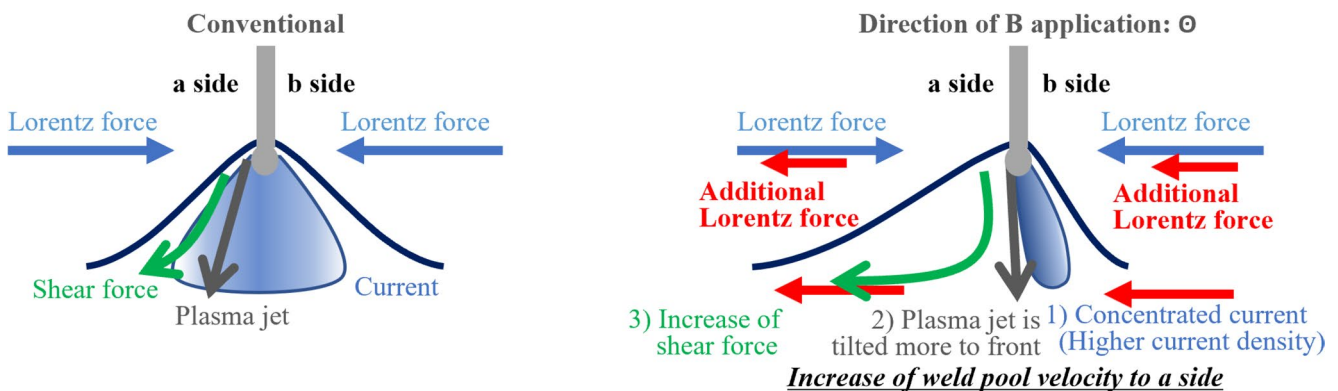 Conventional
a side
b side
Lorentz force
Lorentz force
Shear force
Plasma jet
Current
Direction of B application: ʘ
a side
b side
Lorentz force
Lorentz force
Additional
Lorentz force
Additional
Lorentz force
3) Increase of
shear force
2) Plasma jet is
tilted more to front
1) Concentrated current
(Higher current density)
Increase of weld pool velocity to a side